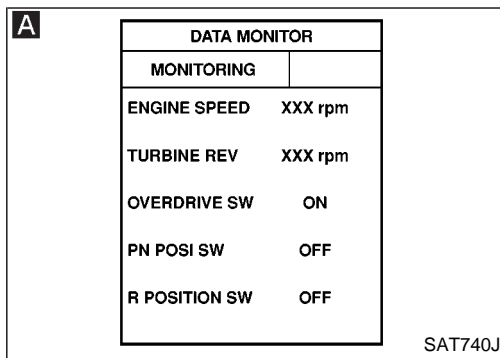 A
DATA MONITOR
MONITORING
ENGINE SPEED XXX rpm
TURBINE REV XXX rpm
OVERDRIVE SW ON
PN POSI SW OFF
R POSITION SW OFF
SAT740J